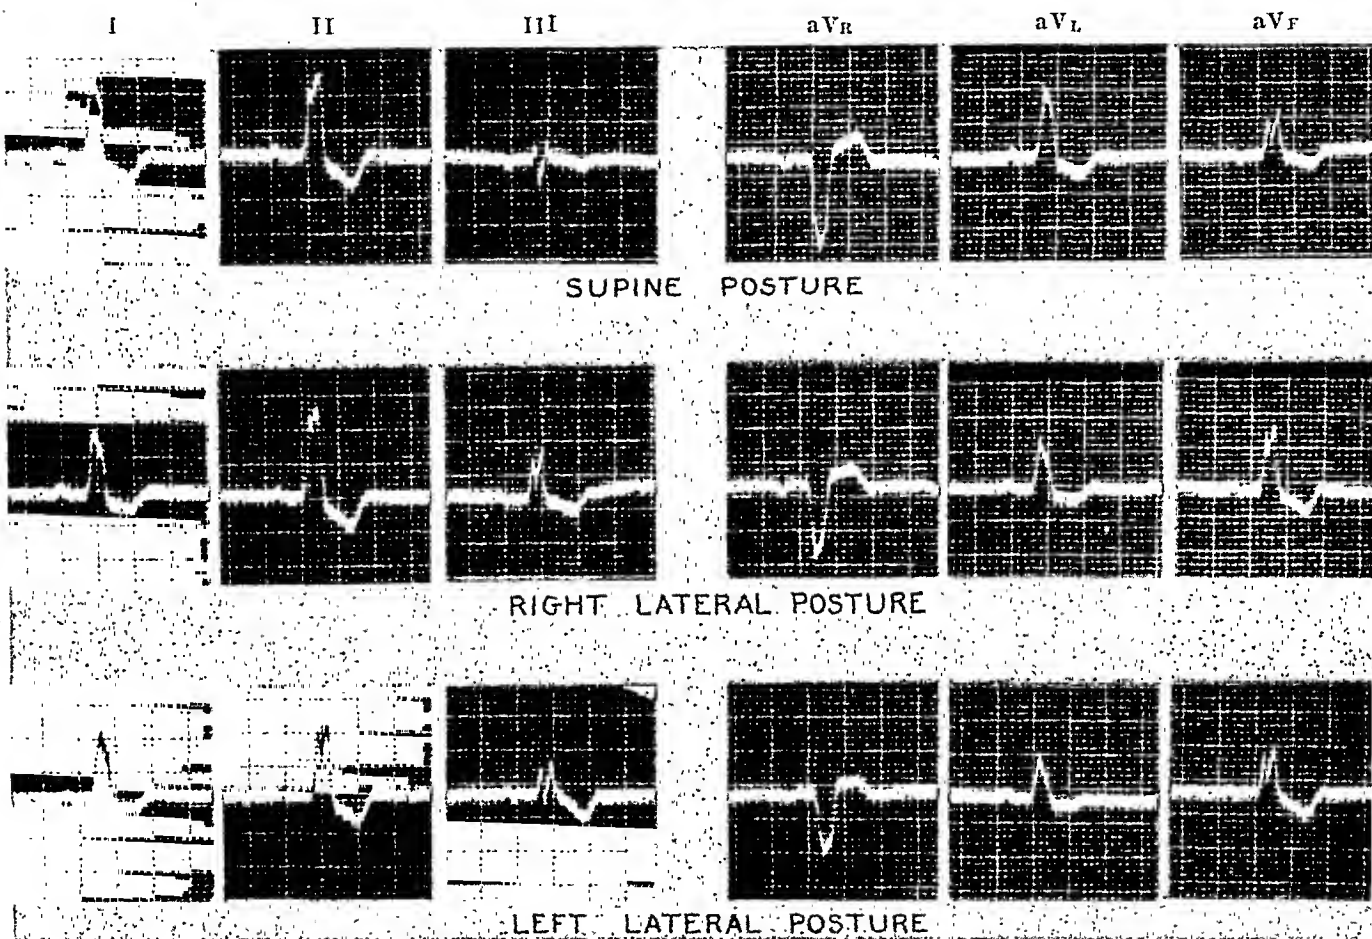 I II III aVR aVL aVF
SUPINE POSTURE
RIGHT LATERAL POSTURE
LEFT LATERAL POSTURE